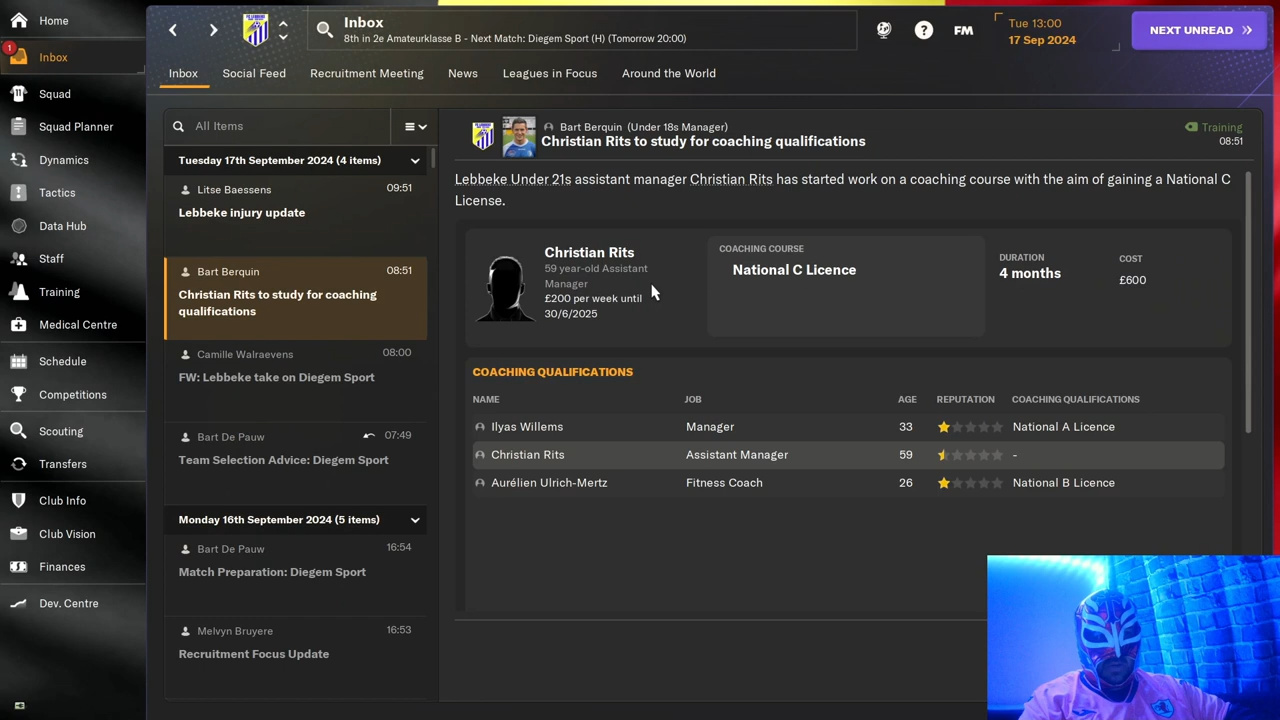 Home
1
Inbox
Squad
Squad Planner
Dynamics
Tactics
Data Hub
Staff
Training
Medical Centre
Schedule
Competitions
Scouting
Transfers
Club Info
Club Vision
Finances
Dev. Centre
Inbox
8th in 2e Amateurklasse B - Next Match: Diegem Sport (H) (Tomorrow 20:00)
?
FM
Tue 13:00
17 Sep 2024
NEXT UNREAD
Inbox Social Feed Recruitment Meeting News Leagues in Focus Around the World
All Items
Tuesday 17th September 2024 (4 items)
Litse Baessens 09:51
Lebbeke injury update
Bart Berquin 08:51
Christian Rits to study for coaching
qualifications
Camille Walraevens 08:00
FW: Lebbeke take on Diegem Sport
Bart De Pauw 07:49
Team Selection Advice: Diegem Sport
Monday 16th September 2024 (5 items)
Bart De Pauw 16:54
Match Preparation: Diegem Sport
Melvyn Bruyere 16:53
Recruitment Focus Update
Bart Berquin (Under 18s Manager)
Christian Rits to study for coaching qualifications
Training
08:51
Lebbeke Under 21s assistant manager Christian Rits has started work on a coaching course with the aim of gaining a National C
License.
Christian Rits
59 year-old Assistant
Manager
£200 per week until
30/6/2025
COACHING COURSE
National C Licence
DURATION
4 months
COST
£600
COACHING QUALIFICATIONS
NAME JOB AGE REPUTATION COACHING QUALIFICATIONS
Ilyas Willems Manager 33 National A Licence
Christian Rits Assistant Manager 59 -
Aurélien Ulrich-Mertz Fitness Coach 26 National B Licence